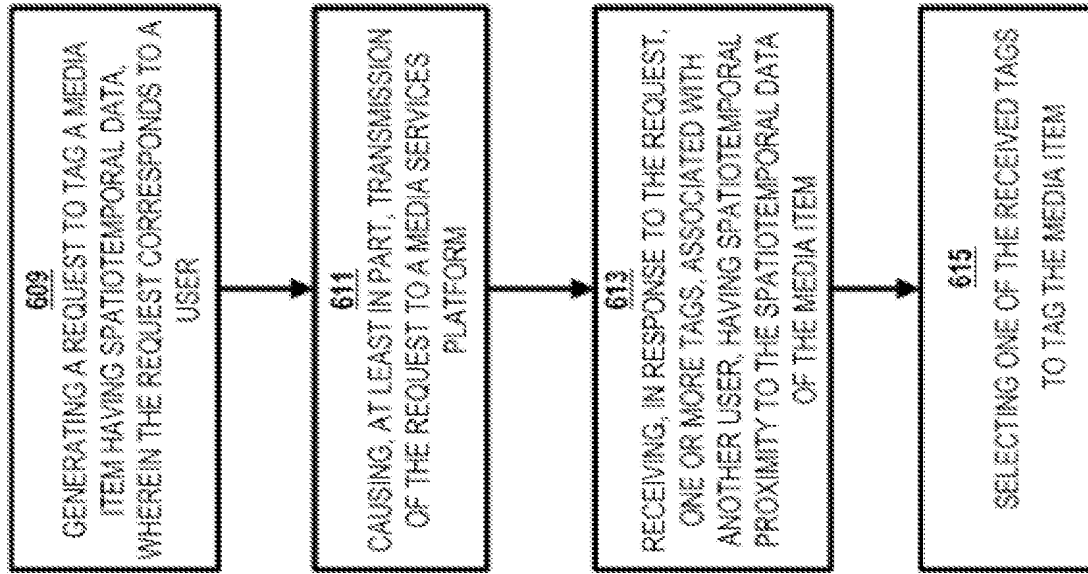 609
GENERATING A REQUEST TO TAG A MEDIA
ITEM HAVING SPATIOTEMPORAL DATA,
WHEREIN THE REQUEST CORRESPONDS TO A
USER
611
CAUSING, AT LEAST IN PART, TRANSMISSION
OF THE REQUEST TO A MEDIA SERVICES
PLATFORM
613
RECEIVING, IN RESPONSE TO THE REQUEST,
ONE OR MORE TAGS, ASSOCIATED WITH
ANOTHER USER, HAVING SPATIOTEMPORAL
PROXIMITY TO THE SPATIOTEMPORAL DATA
OF THE MEDIA ITEM
615
SELECTING ONE OF THE RECEIVED TAGS
TO TAG THE MEDIA ITEM